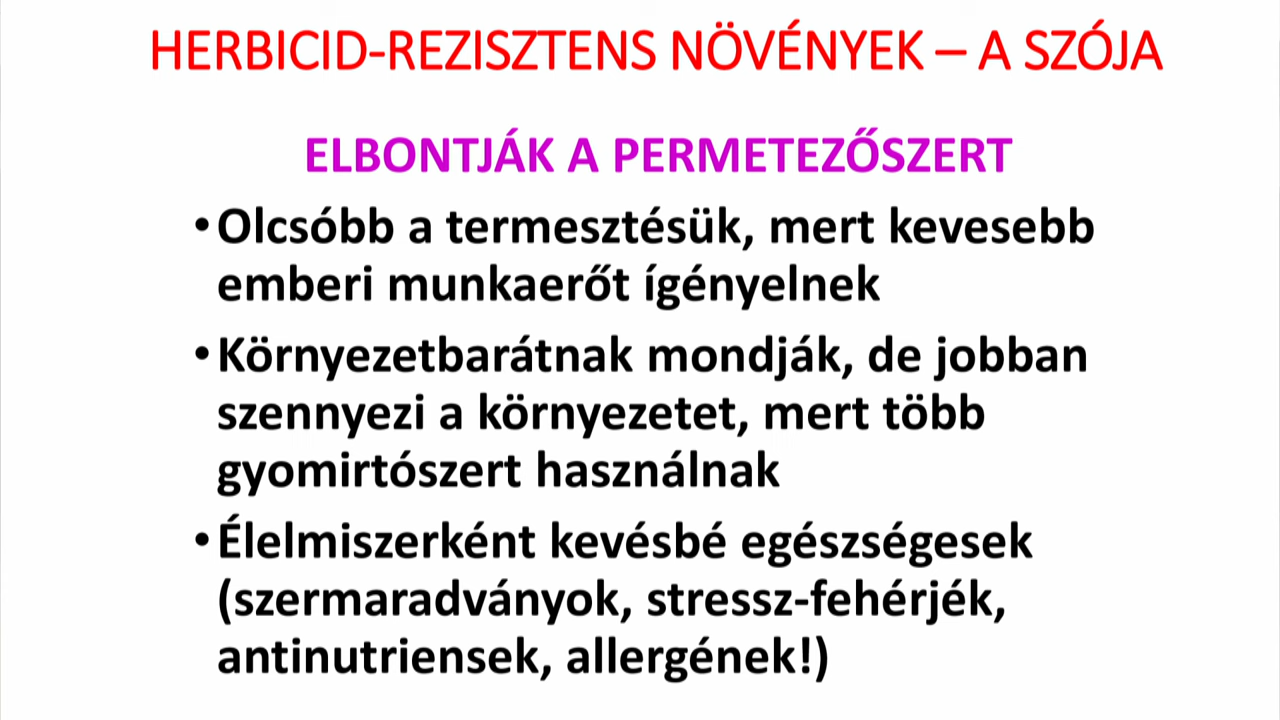 HERBICID-REZISZTENS NÖVÉNYEK – A SZÓJA
ELBONTJÁK A PERMETEZŐSZERT
•Olcsóbb a termesztésük, mert kevesebb
emberi munkaerőt ígényelnek
•Környezetbarátnak mondják, de jobban
szennyezi a környezetet, mert több
gyomirtószert használnak
•Élelmiszerként kevésbé egészségesek
(szermaradványok, stressz-fehérjék,
antinutriensek, allergének!)